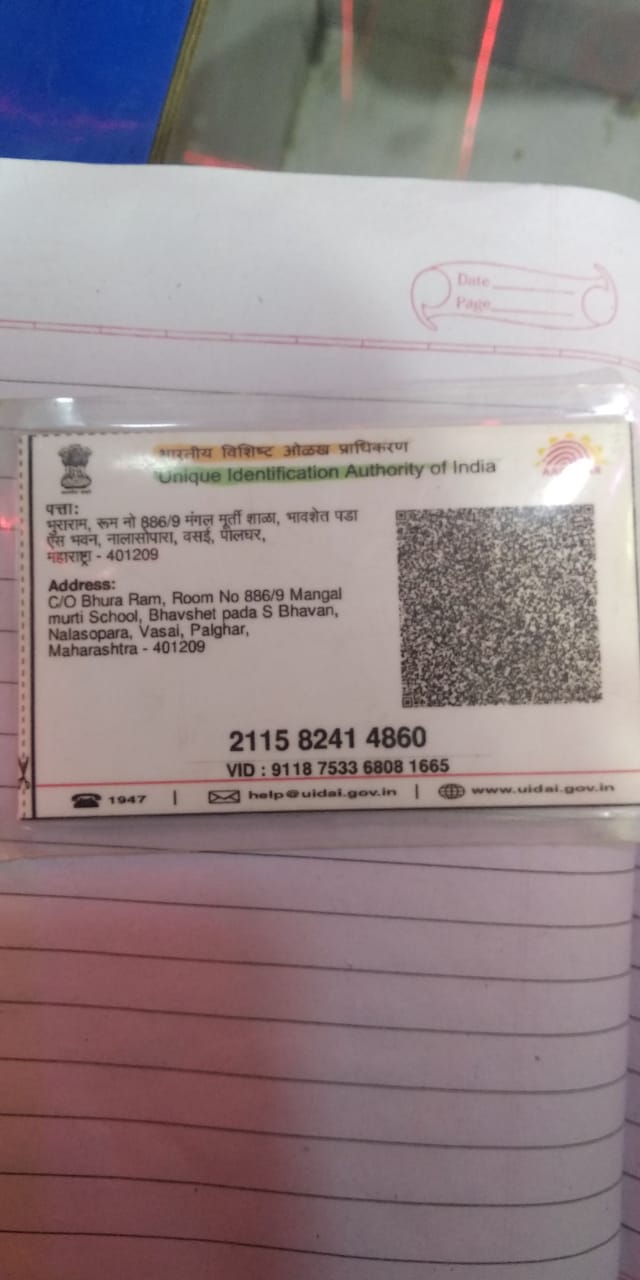 Date
Page
भारतीय विशिष्ट ओळख प्राधिकरण
Unique Identification Authority of India
पत्ता:
भुराराम, रूम नो 886/9 मंगल मूर्ती शाळा, भावशेत पडा
ऐस भवन, नालासोपारा, वसई, पालघर,
महाराष्ट्र - 401209
Address:
C/O Bhura Ram, Room No 886/9 Mangal
murti School, Bhavshet pada S Bhavan,
Nalasopara, Vasai, Palghar,
Maharashtra - 401209
2115 8241 4860
VID : 9118 7533 6808 1665
1947 | help@uidai.gov.in | www.uidai.gov.in